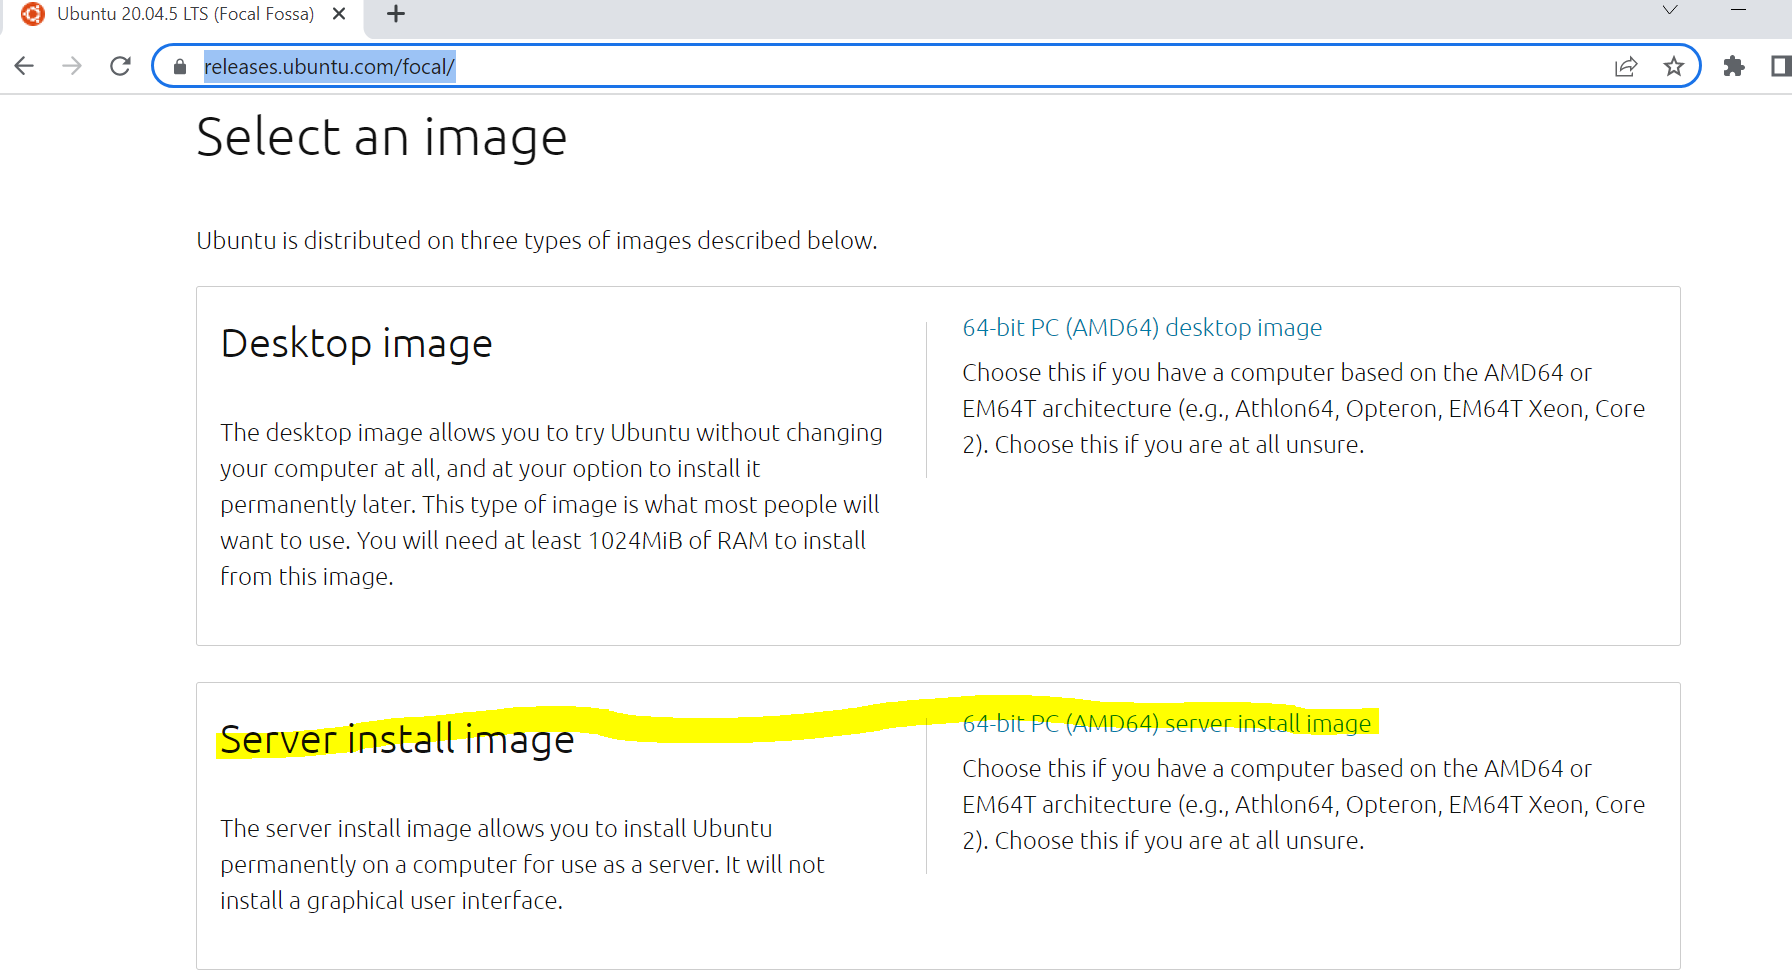 Ubuntu 20.04.5 LTS (Focal Fossa)
releases.ubuntu.com/focal/
Select an image
Ubuntu is distributed on three types of images described below.
Desktop image
The desktop image allows you to try Ubuntu without changing
your computer at all, and at your option to install it
permanently later. This type of image is what most people will
want to use. You will need at least 1024MiB of RAM to install
from this image.
64-bit PC (AMD64) desktop image
Choose this if you have a computer based on the AMD64 or
EM64T architecture (e.g., Athlon64, Opteron, EM64T Xeon, Core
2). Choose this if you are at all unsure.
Server install image
The server install image allows you to install Ubuntu
permanently on a computer for use as a server. It will not
install a graphical user interface.
64-bit PC (AMD64) server install image
Choose this if you have a computer based on the AMD64 or
EM64T architecture (e.g., Athlon64, Opteron, EM64T Xeon, Core
2). Choose this if you are at all unsure.